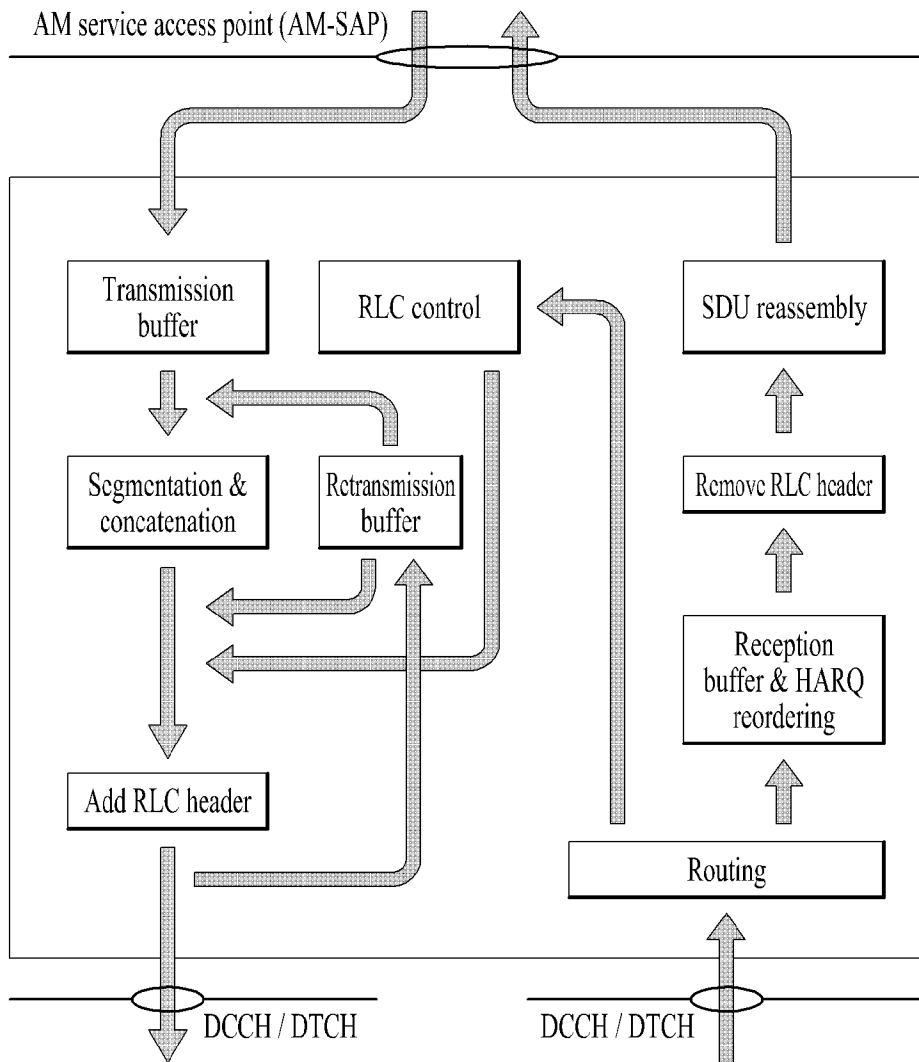 AM service access point (AM-SAP)
Transmission
buffer
RLC control
SDU reassembly
Segmentation &
concatenation
Retransmission
buffer
Remove RLC header
Reception
buffer & HARQ
reordering
Add RLC header
Routing
DCCH / DTCH
DCCH / DTCH